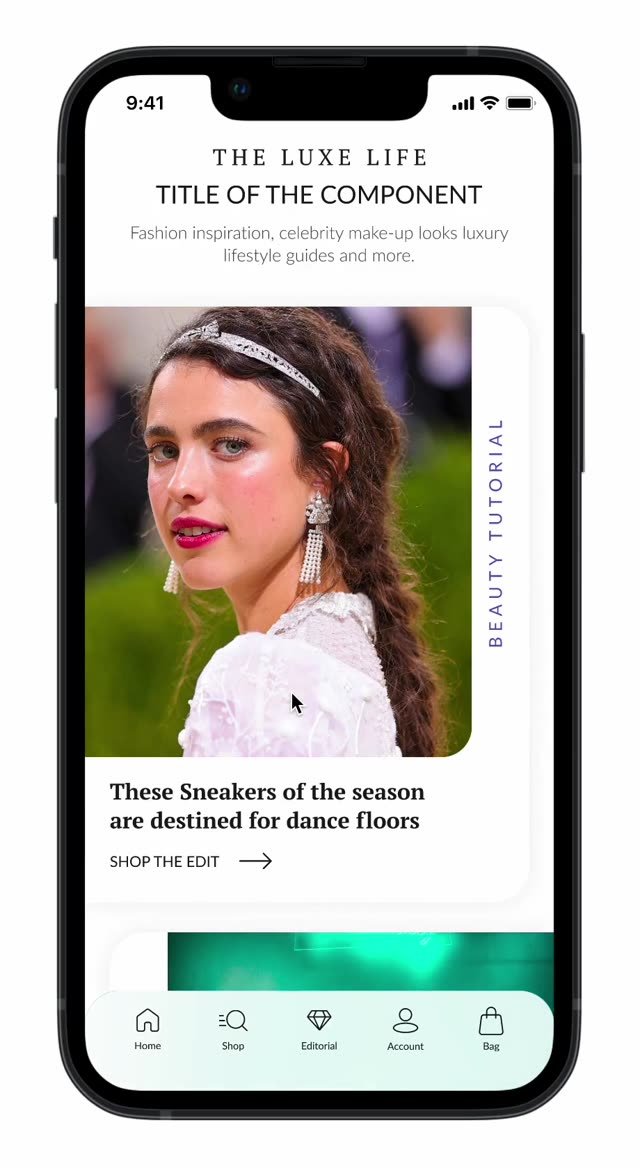 9:41
THE LUXE LIFE
TITLE OF THE COMPONENT
Fashion inspiration, celebrity make-up looks luxury
lifestyle guides and more.
BEAUTY TUTORIAL
These Sneakers of the season
are destined for dance floors
SHOP THE EDIT
Home
Shop
Editorial
Account
Bag